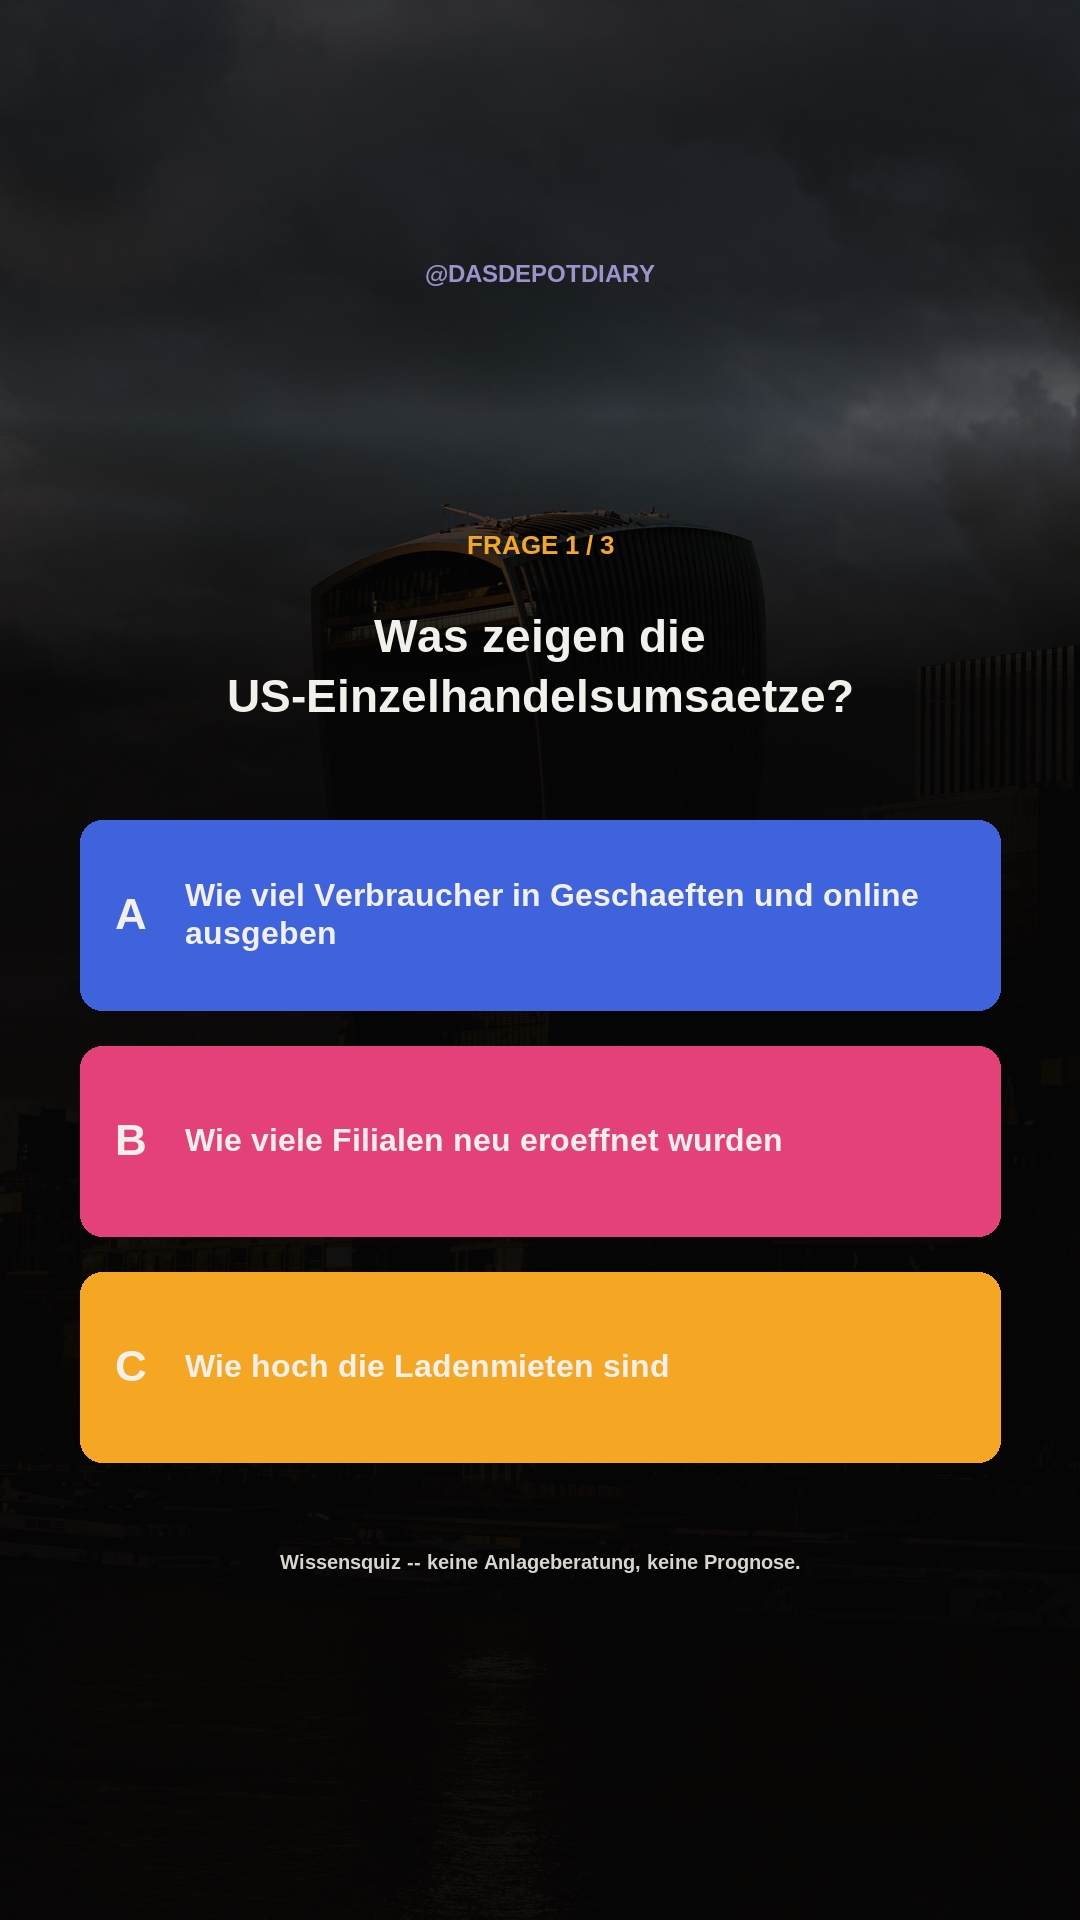 @DASDEPOTDIARY
FRAGE 1 / 3
Was zeigen die
US-Einzelhandelsumsaetze?
A
Wie viel Verbraucher in Geschaeften und online
ausgeben
B
Wie viele Filialen neu eroeffnet wurden
C
Wie hoch die Ladenmieten sind
Wissensquiz -- keine Anlageberatung, keine Prognose.